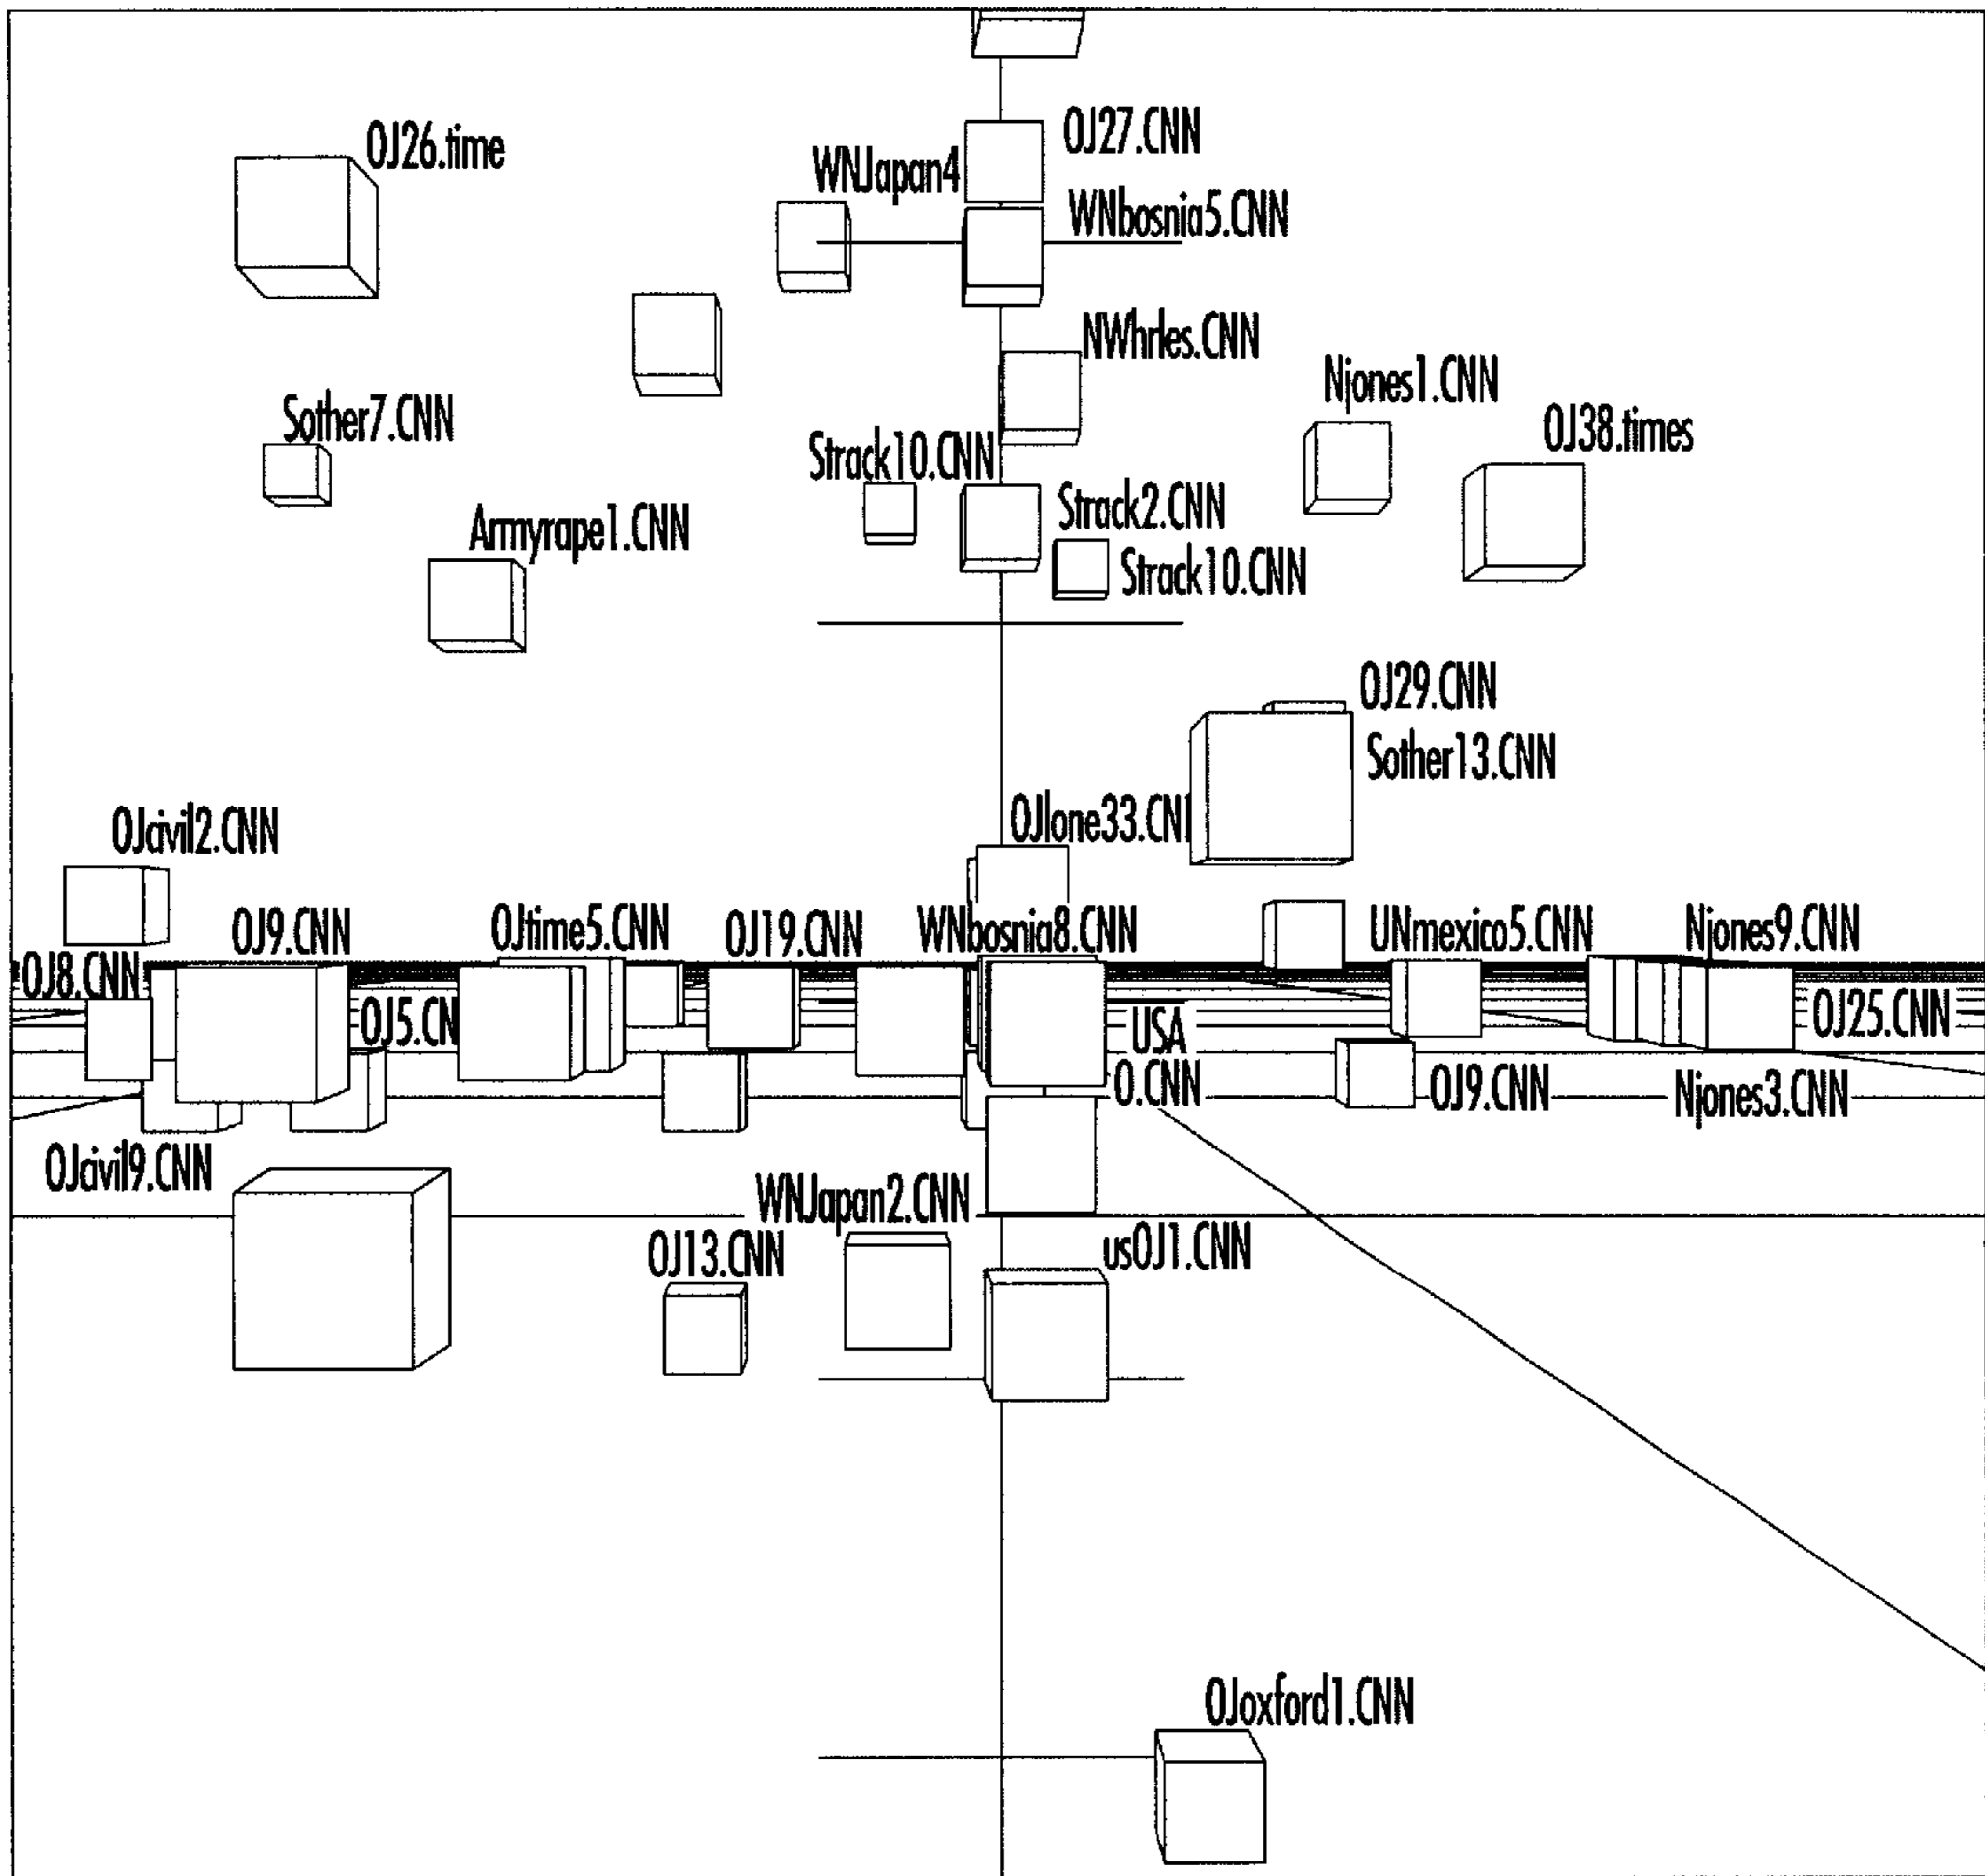 OJ27.CNN
OJ26.time
WNJapan4
WNbosnia5.CNN
NWhrles.CNN
Njones1.CNN
Sother7.CNN
OJ38.times
Strack10.CNN
Strack2.CNN
Armyrape1.CNN
Strack10.CNN
OJ29.CNN
Sother13.CNN
OJlone33.CN
OJcivil2.CNN
OJ9.CNN
OJtime5.CNN
OJ19.CNN
WNbosnia8.CNN
UNmexico5.CNN
Njones9.CNN
OJ8.CNN
OJ5.CN
USA
OJ25.CNN
O.CNN
OJ9.CNN
Njones3.CNN
OJcivil9.CNN
WNJapan2.CNN
OJ13.CNN
usOJ1.CNN
OJoxford1.CNN